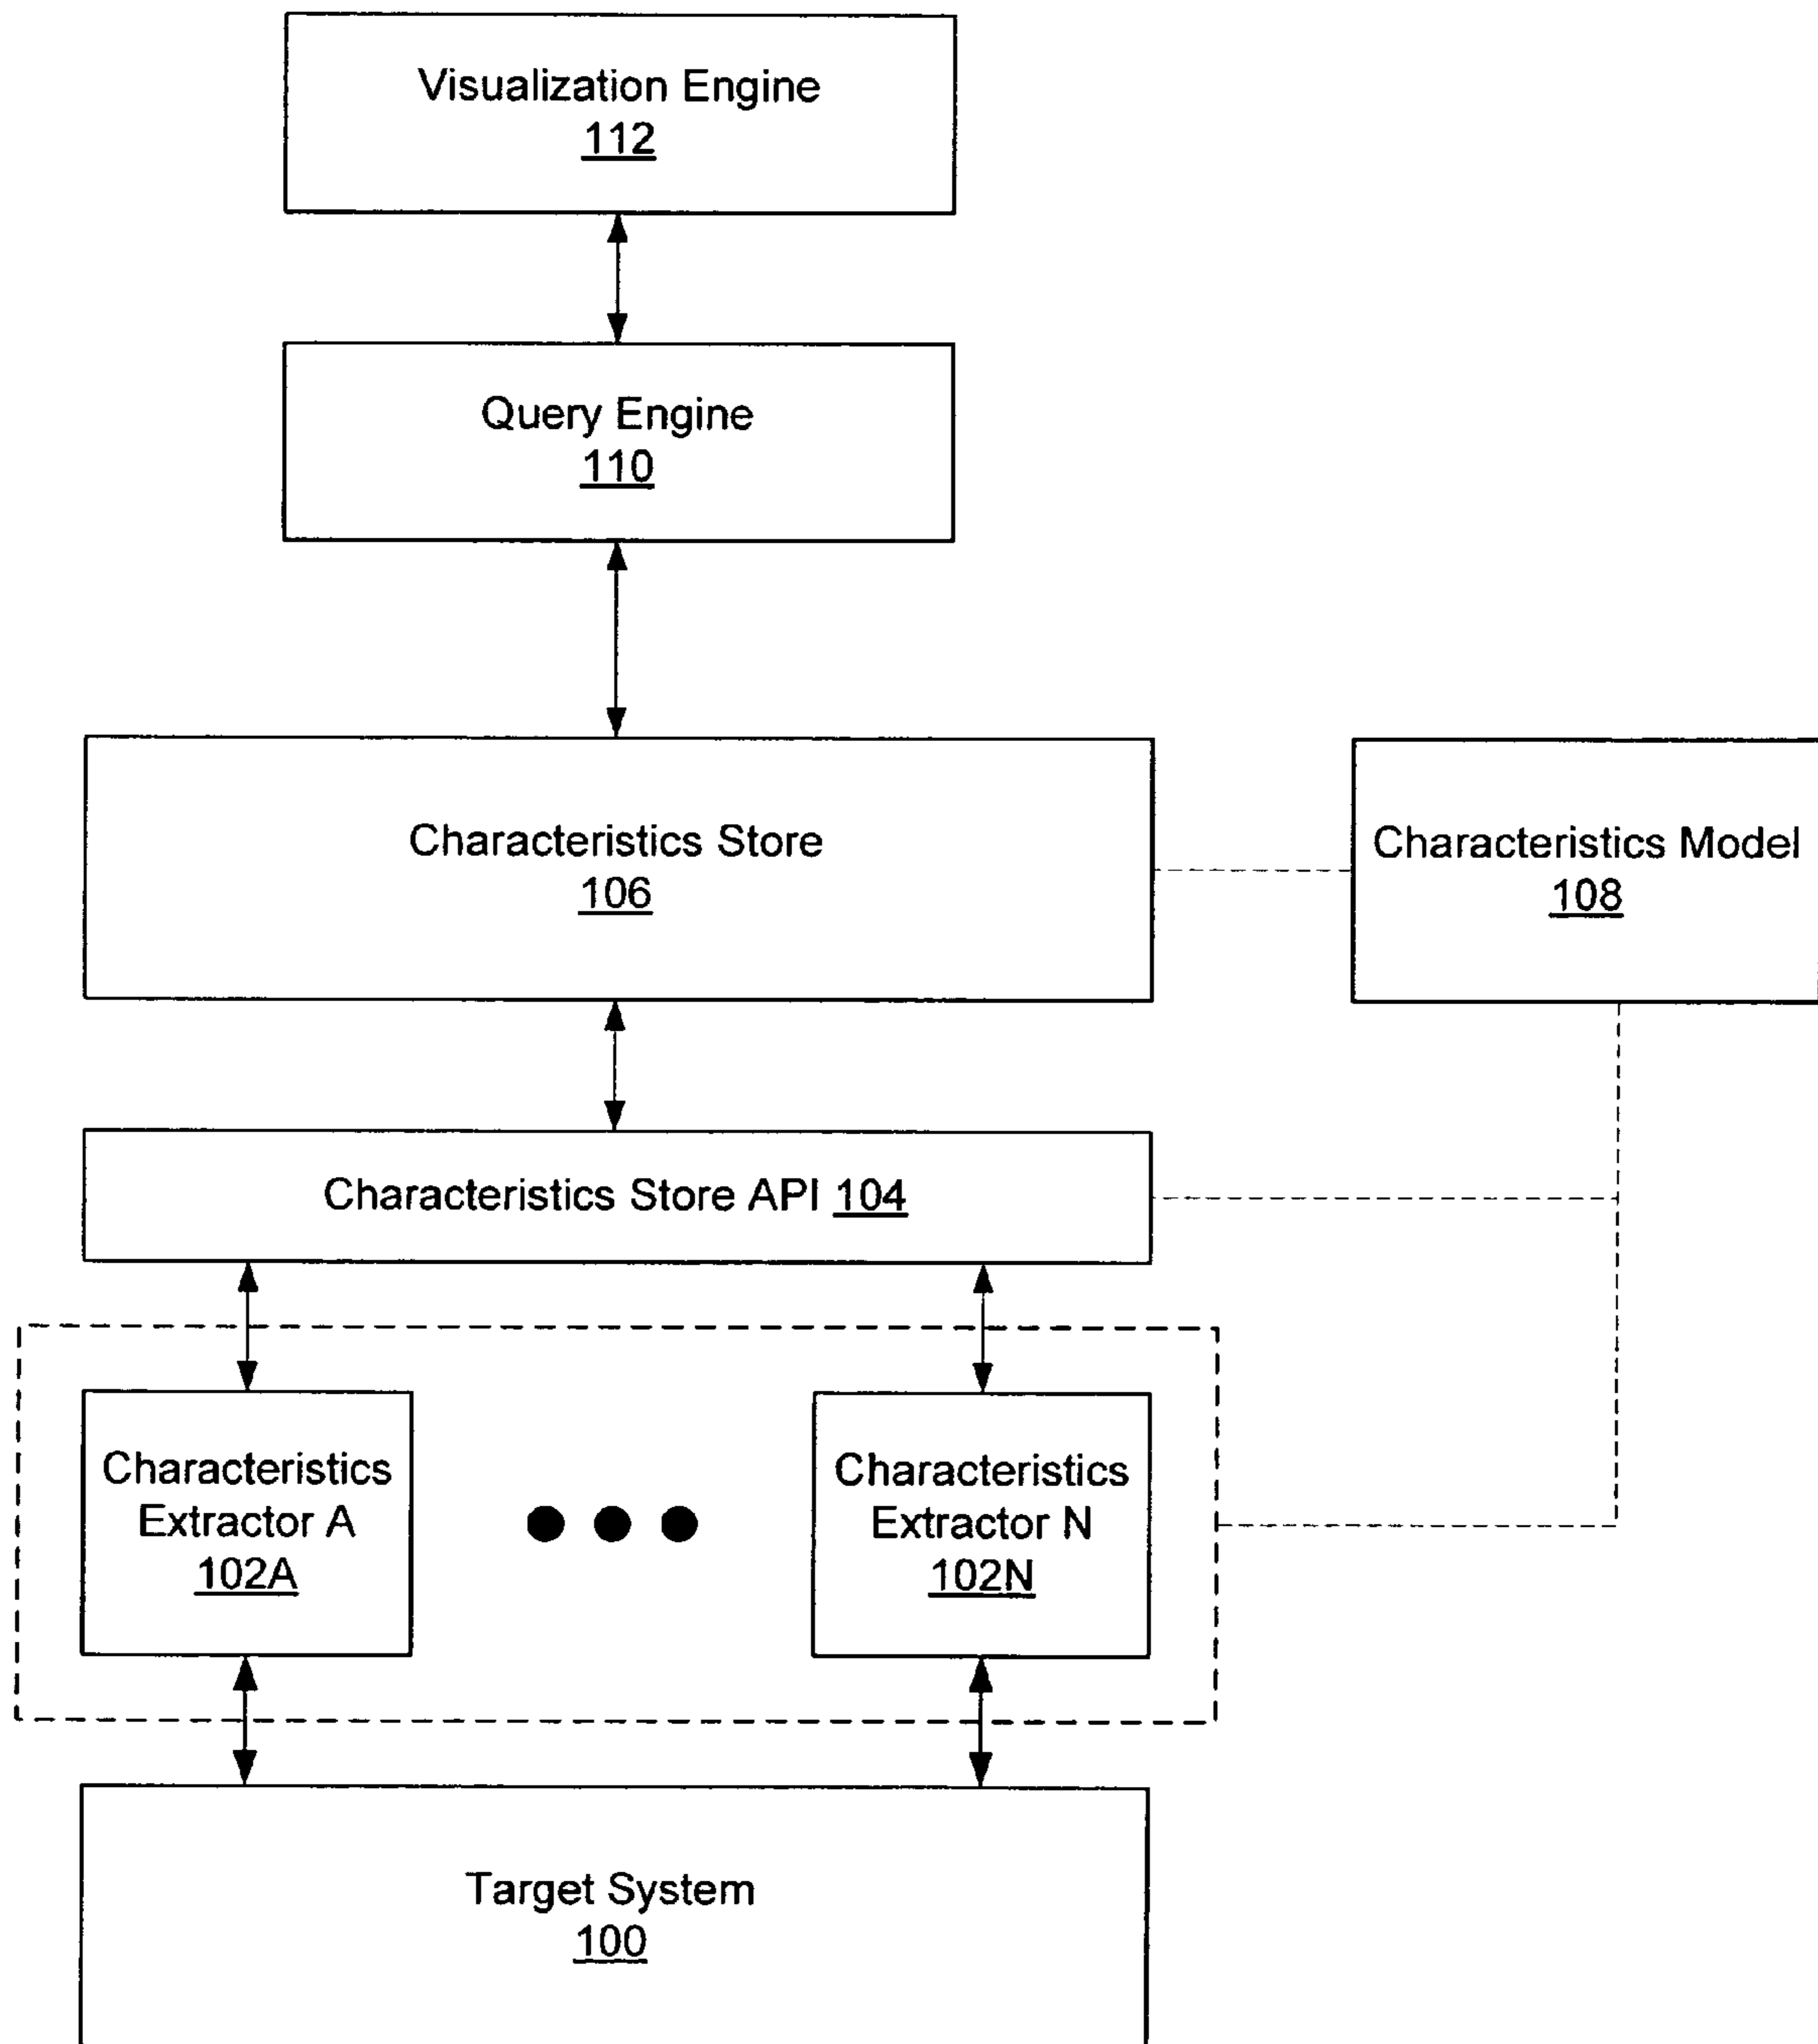 Visualization Engine
112
Query Engine
110
Characteristics Store
106
Characteristics Model
108
Characteristics Store API 104
Characteristics
Extractor A
102A
Characteristics
Extractor N
102N
Target System
100